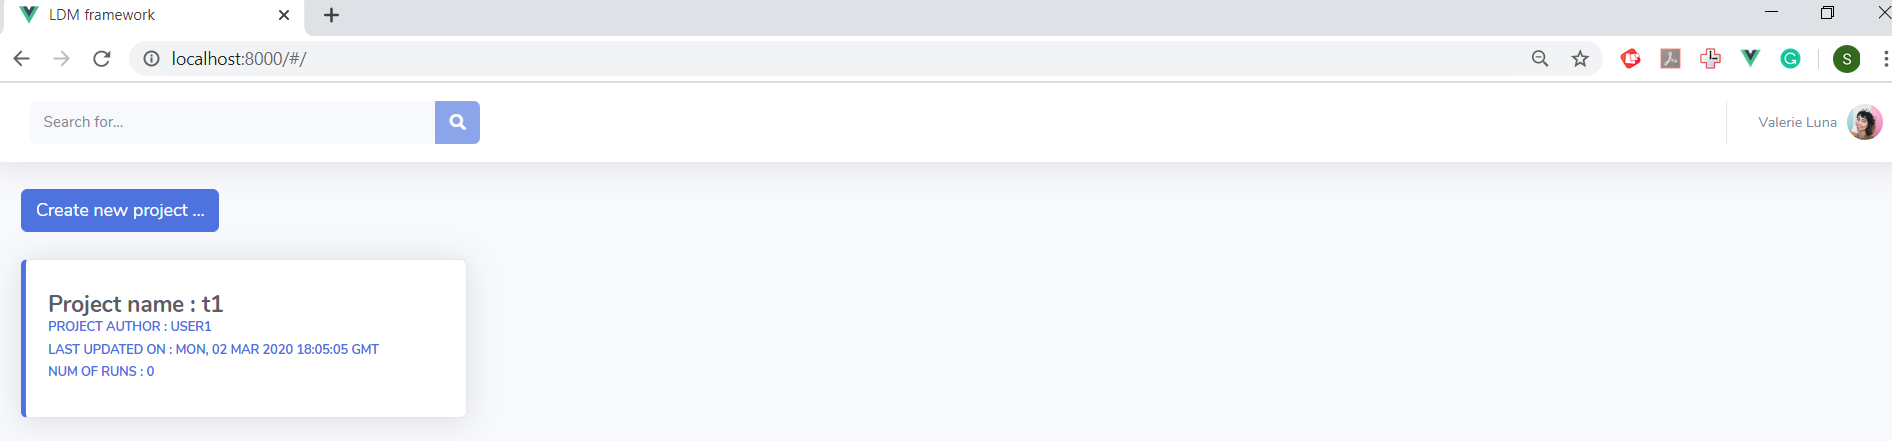 LDM framework
localhost:8000/#/
S
Search for...
Valerie Luna
Create new project ...
Project name : t1
PROJECT AUTHOR : USER1
LAST UPDATED ON : MON, 02 MAR 2020 18:05:05 GMT
NUM OF RUNS : 0